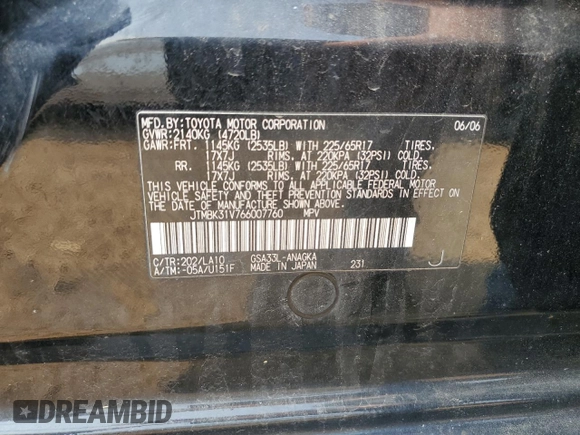 MFD.BY:TOYOTA MOTOR CORPORATION 06/06
GVWR:2140KG (4720LB)
GAWR:FRT. 1145KG (2535LB) WITH 225/65R17 TIRES.
17X7J RIMS. AT 220KPA (32PSI) COLD.
RR. 1145KG (2535LB) WITH 225/65R17 TIRES.
17X7J RIMS. AT 220KPA (32PSI) COLD.
THIS VEHICLE CONFORMS TO ALL APPLICABLE FEDERAL MOTOR
VEHICLE SAFETY AND THEFT PREVENTION STANDARDS IN EFFECT
ON THE DATE OF MANUFACTURE SHOWN ABOVE.
JTMBK31V766007760 MPV
C/TR:202/LA10 GSA33L-ANAGKA
A/TM:-05A/U151F MADE IN JAPAN 231 J
DREAMBID